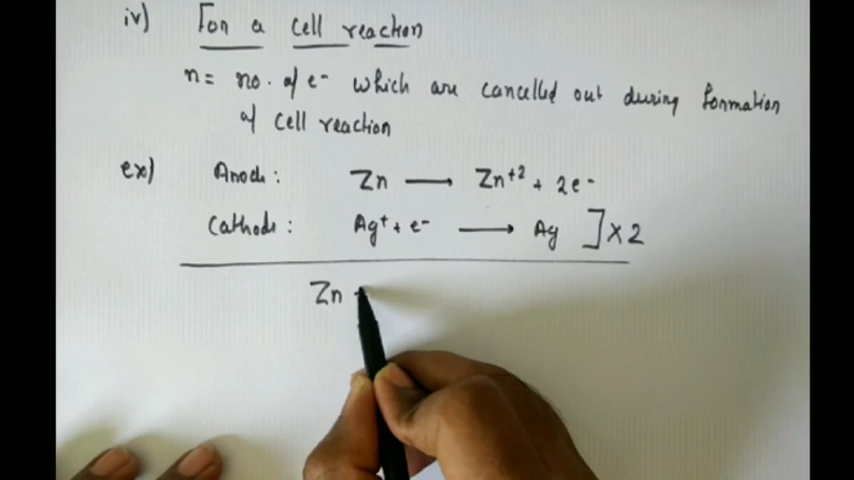 iv) For a cell reaction
n = no. of e- which are cancelled out during formation
of cell reaction
ex) Anode: Zn → Zn+2 + 2e-
Cathode: Ag+ + e- → Ag ] × 2
Zn